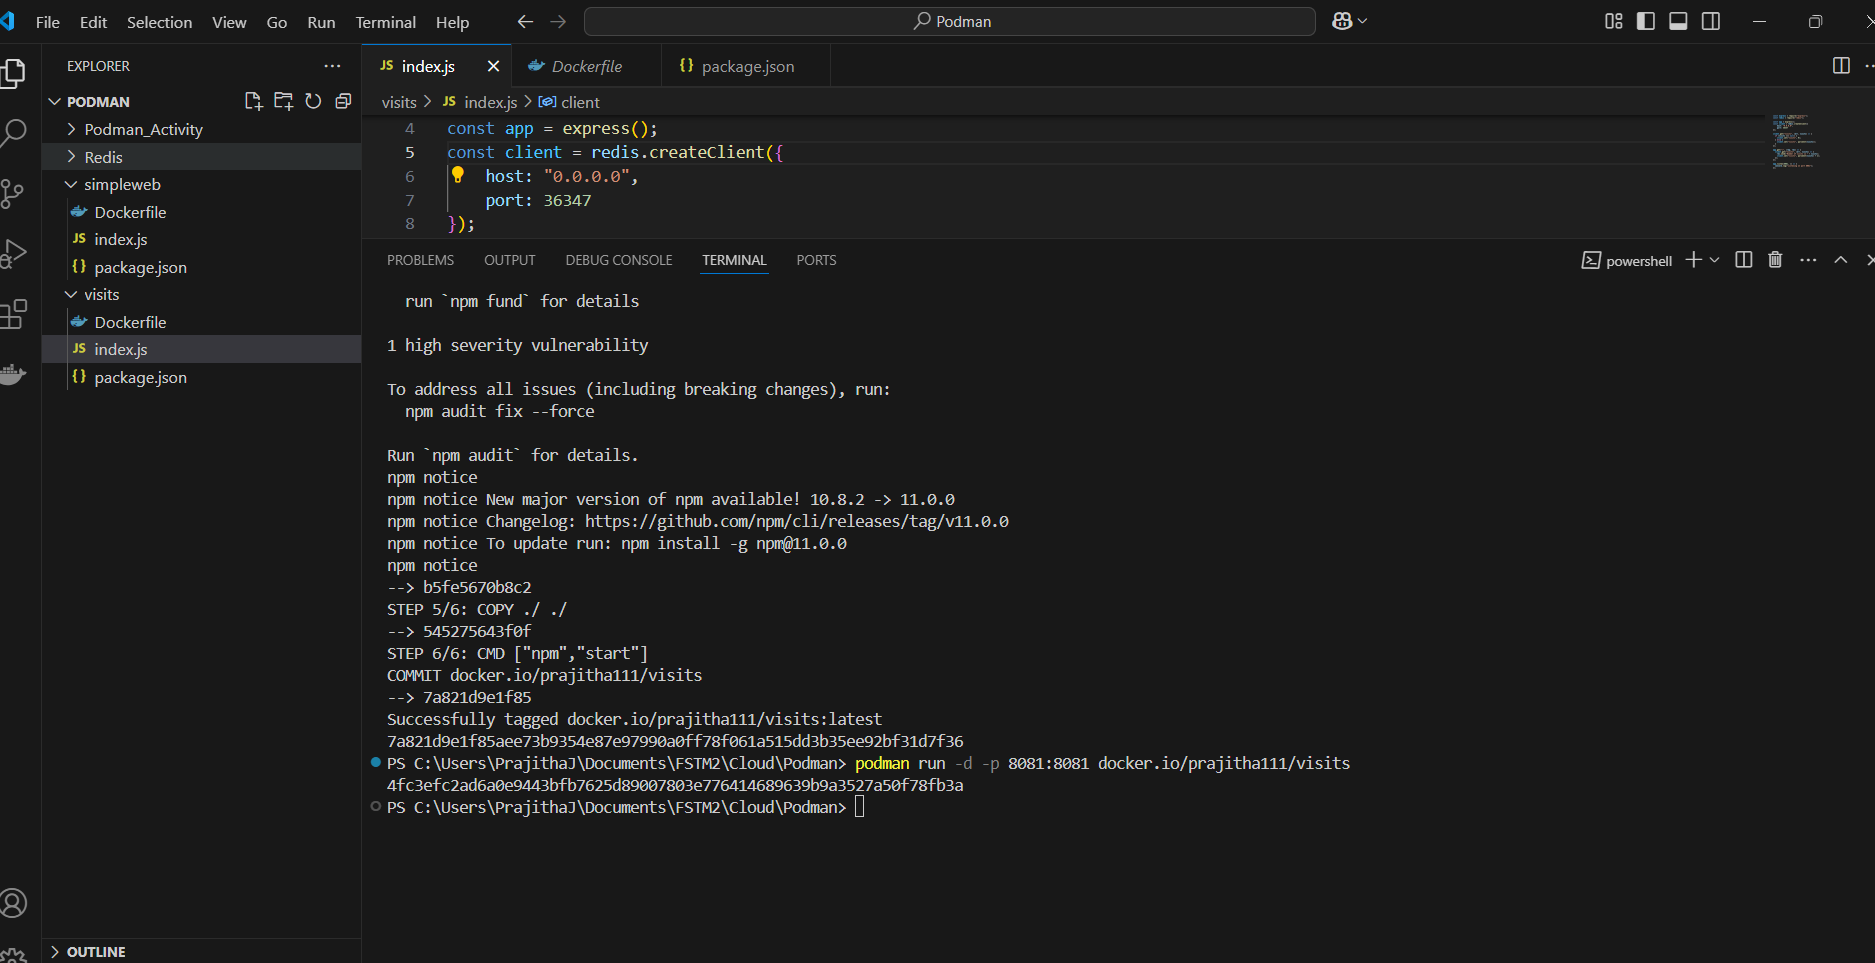 File Edit Selection View Go Run Terminal Help
Podman
EXPLORER
PODMAN
Podman_Activity
Redis
simpleweb
Dockerfile
JS index.js
{} package.json
visits
Dockerfile
JS index.js
{} package.json
OUTLINE
JS index.js
Dockerfile
{} package.json
visits > JS index.js > client
4 const app = express();
5 const client = redis.createClient({
6 host: "0.0.0.0",
7 port: 36347
8 });
PROBLEMS OUTPUT DEBUG CONSOLE TERMINAL PORTS
powershell
run `npm fund` for details
1 high severity vulnerability
To address all issues (including breaking changes), run:
npm audit fix --force
Run `npm audit` for details.
npm notice
npm notice New major version of npm available! 10.8.2 -> 11.0.0
npm notice Changelog: https://github.com/npm/cli/releases/tag/v11.0.0
npm notice To update run: npm install -g npm@11.0.0
npm notice
--> b5fe5670b8c2
STEP 5/6: COPY ./ ./
--> 545275643f0f
STEP 6/6: CMD ["npm","start"]
COMMIT docker.io/prajitha111/visits
--> 7a821d9e1f85
Successfully tagged docker.io/prajitha111/visits:latest
7a821d9e1f85aee73b9354e87e97990a0ff78f061a515dd3b35ee92bf31d7f36
PS C:\Users\PrajithaJ\Documents\FSTM2\Cloud\Podman> podman run -d -p 8081:8081 docker.io/prajitha111/visits
4fc3efc2ad6a0e9443bfb7625d89007803e776414689639b9a3527a50f78fb3a
PS C:\Users\PrajithaJ\Documents\FSTM2\Cloud\Podman>